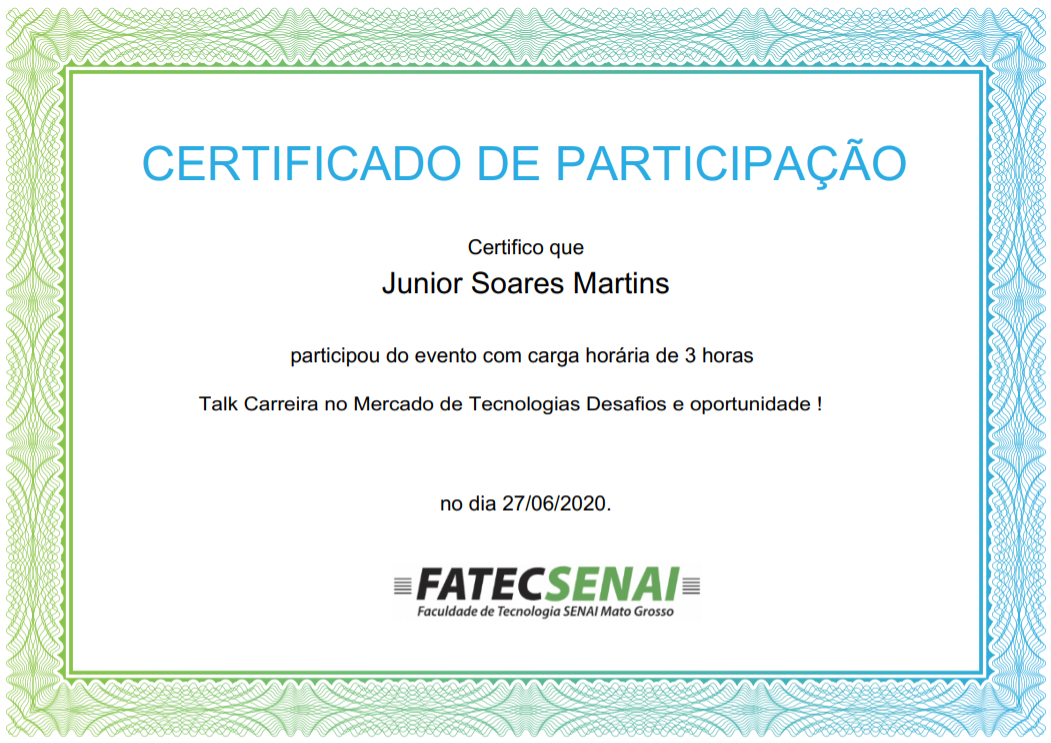 CERTIFICADO DE PARTICIPAÇÃO
Certifico que
Junior Soares Martins
participou do evento com carga horária de 3 horas
Talk Carreira no Mercado de Tecnologias Desafios e oportunidade !
no dia 27/06/2020.
FATECSENAI
Faculdade de Tecnologia SENAI Mato Grosso